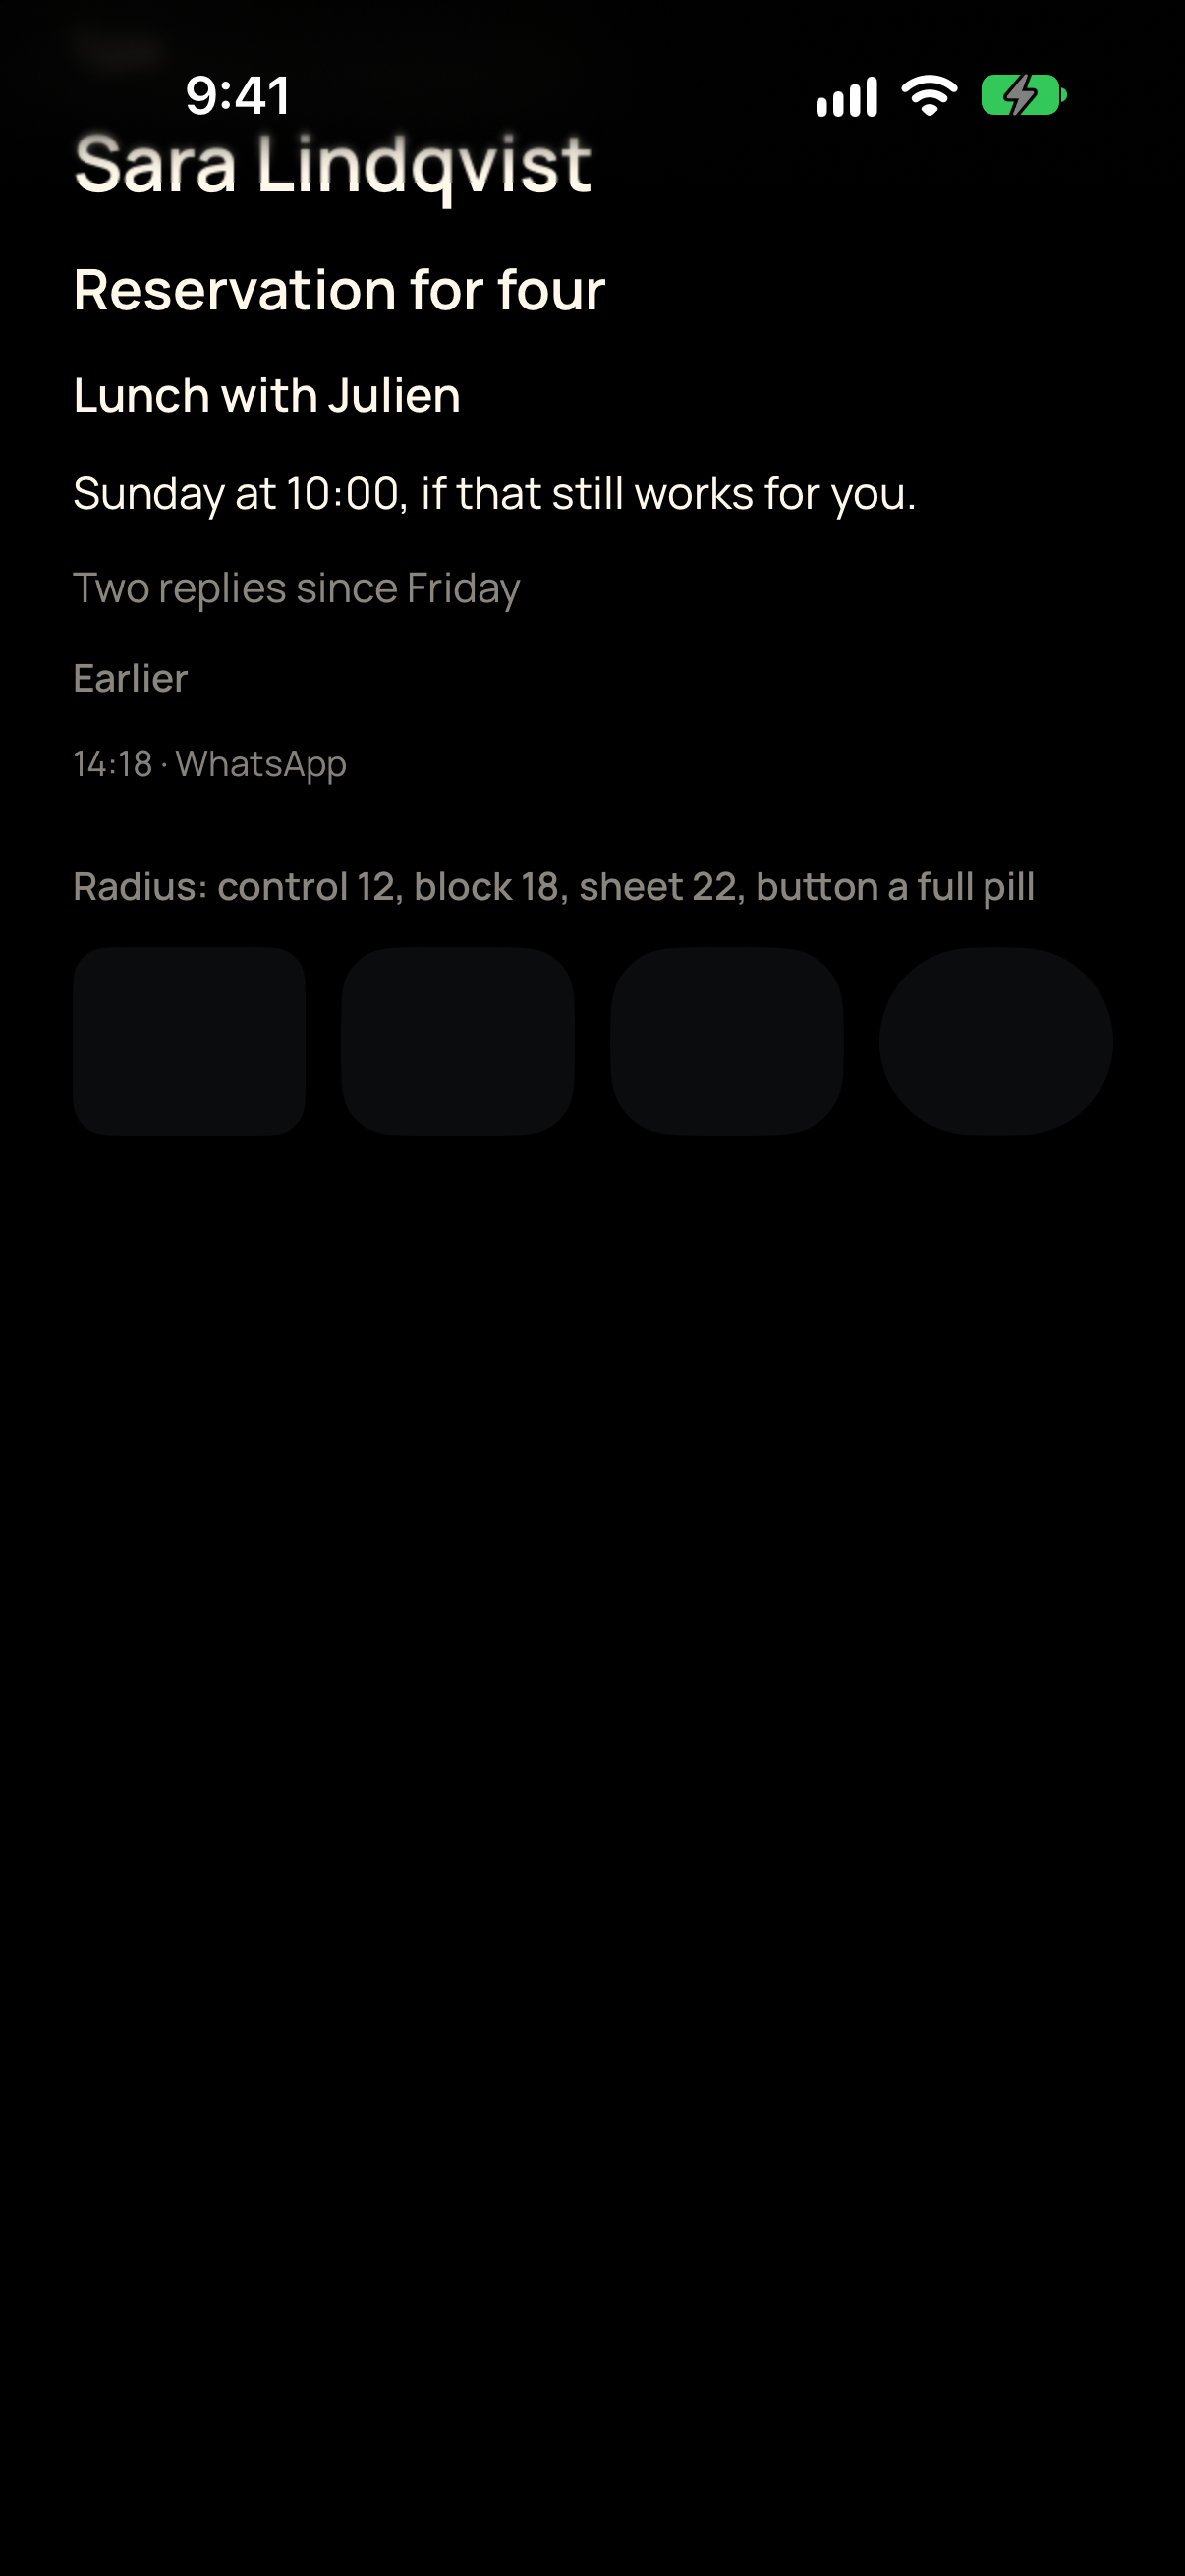 9:41
Sara Lindqvist
Reservation for four
Lunch with Julien
Sunday at 10:00, if that still works for you.
Two replies since Friday
Earlier
14:18 · WhatsApp
Radius: control 12, block 18, sheet 22, button a full pill